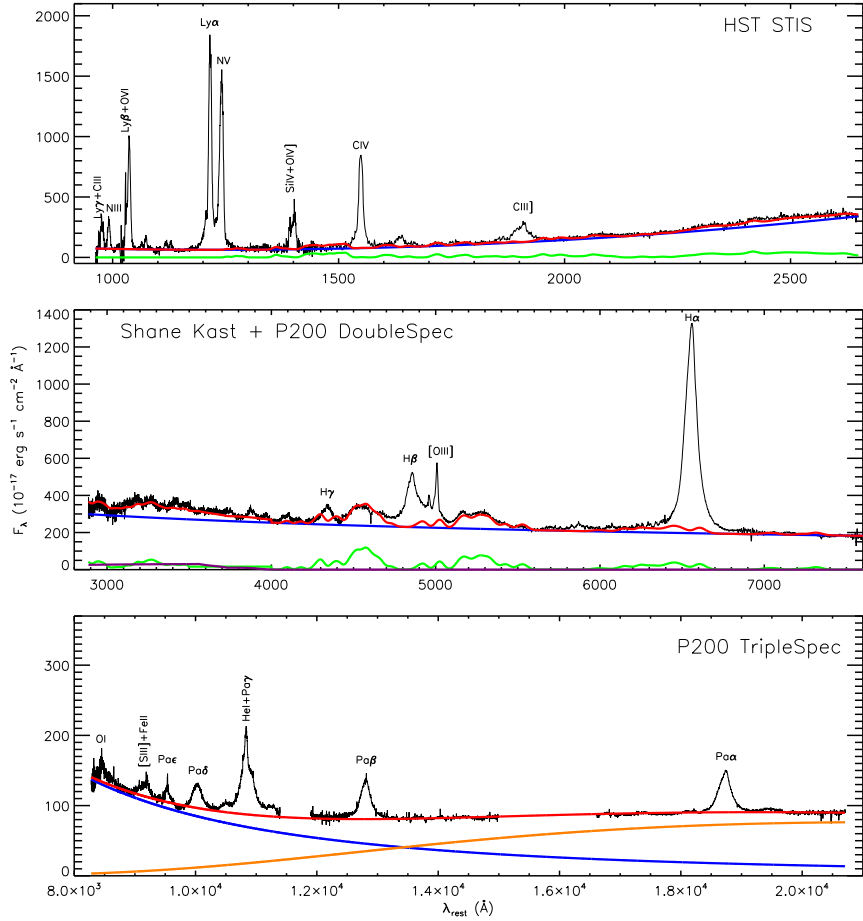 HST STIS
2000
1500
1000
500
0
Lyγ+CIII
NIII
Lyβ+OVI
Lyα
NV
SiIV+OIV]
CIV
CIII]
1000 1500 2000 2500
Shane Kast + P200 DoubleSpec
1400
1200
1000
800
600
400
200
0
Hγ
Hβ
[OIII]
Hα
3000 4000 5000 6000 7000
F_λ (10⁻¹⁷ erg s⁻¹ cm⁻² Å⁻¹)
P200 TripleSpec
300
200
100
0
OI
[SIII]+FeII
Paϵ
Paδ
HeI+Paγ
Paβ
Paα
8.0×10³ 1.0×10⁴ 1.2×10⁴ 1.4×10⁴ 1.6×10⁴ 1.8×10⁴ 2.0×10⁴
λ_rest (Å)